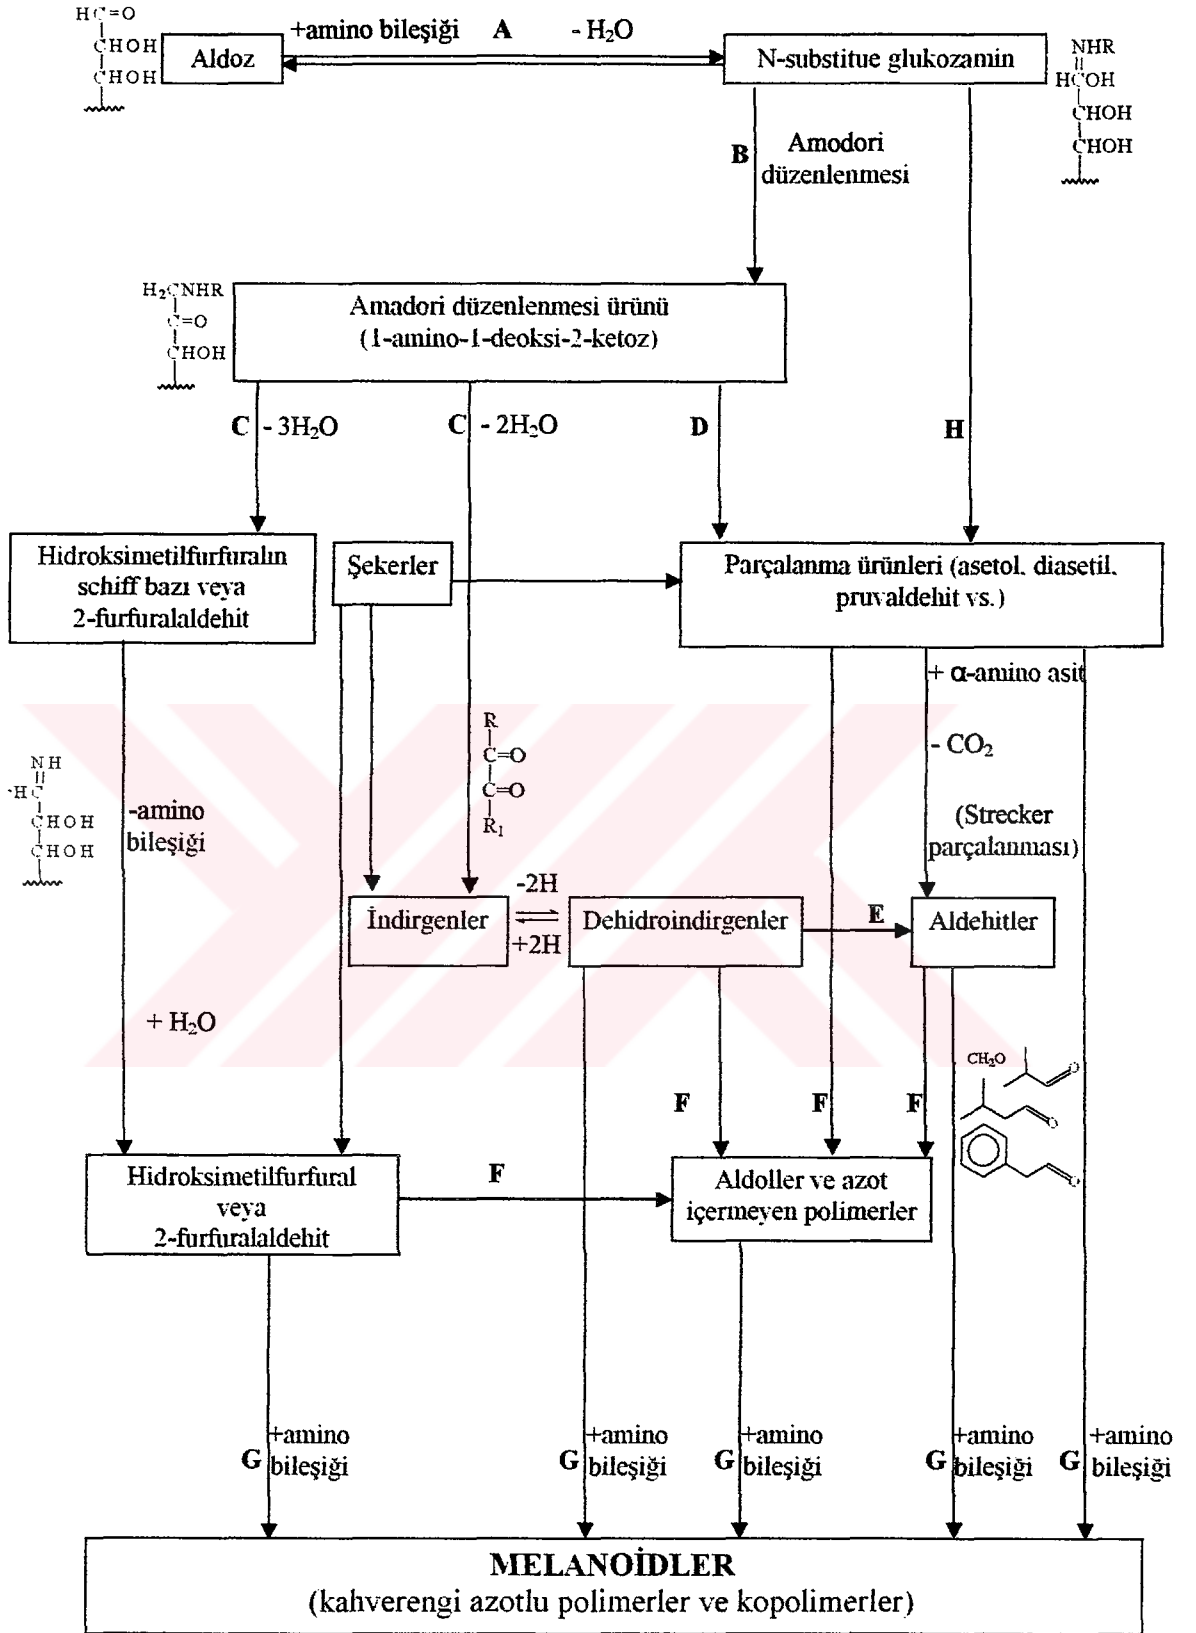 HC=O
CHOH
CHOH
Aldoz
+amino bileşiği A - H₂O
N-substitue glukozamin
NHR
HCOH
CHOH
CHOH
B
Amodori
düzenlenmesi
H₂CNHR
C=O
CHOH
Amadori düzenlenmesi ürünü
(1-amino-1-deoksi-2-ketoz)
C - 3H₂O
C - 2H₂O
D
H
Hidroksimetilfurfuralın
schiff bazı veya
2-furfuralaldehit
Şekerler
Parçalanma ürünleri (asetol. diasetil.
pruvaldehit vs.)
+ α-amino asit
- CO₂
(Strecker
parçalanması)
R
C=O
C=O
R₁
NH
HC
CHOH
CHOH
-amino
bileşiği
+ H₂O
İndirgenler
-2H
+2H
Dehidroindirgenler
E
Aldehitler
CH₂O
O
O
O
F
F
F
Hidroksimetilfurfural
veya
2-furfuralaldehit
F
Aldoller ve azot
içermeyen polimerler
G
+amino
bileşiği
G
+amino
bileşiği
G
+amino
bileşiği
G
+amino
bileşiği
G
+amino
bileşiği
MELANOİDLER
(kahverengi azotlu polimerler ve kopolimerler)